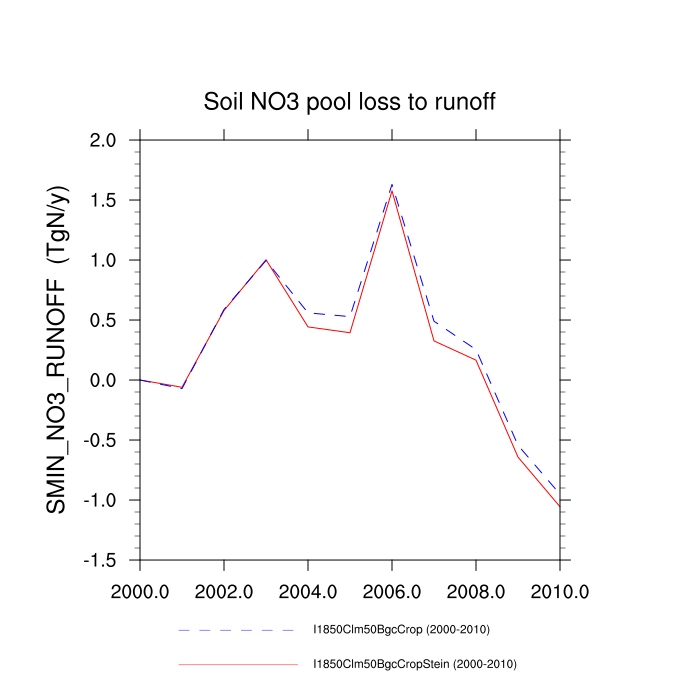 Soil NO3 pool loss to runoff
SMIN_NO3_RUNOFF (TgN/y)
2.0
1.5
1.0
0.5
0.0
-0.5
-1.0
-1.5
2000.0 2002.0 2004.0 2006.0 2008.0 2010.0
I1850Clm50BgcCrop (2000-2010)
I1850Clm50BgcCropStein (2000-2010)